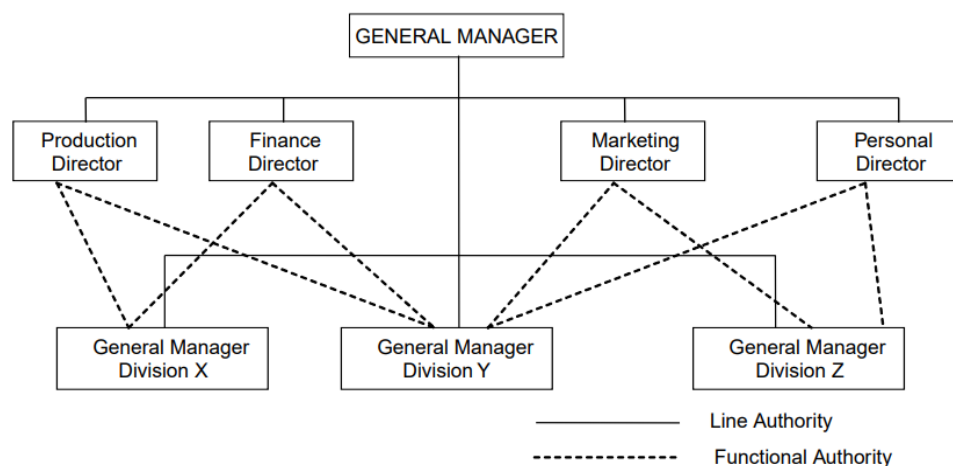 GENERAL MANAGER
Production
Director
Finance
Director
Marketing
Director
Personal
Director
General Manager
Division X
General Manager
Division Y
General Manager
Division Z
Line Authority
Functional Authority